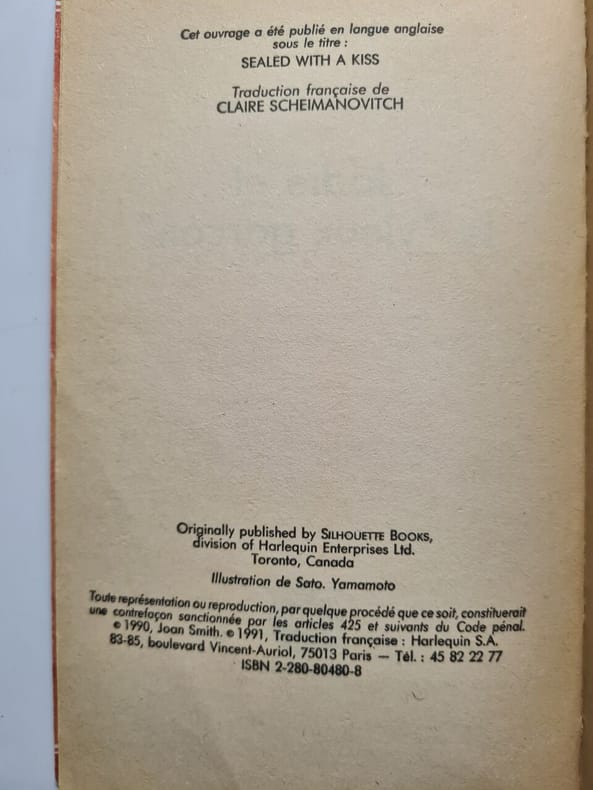 Cet ouvrage a été publié en langue anglaise
sous le titre :
SEALED WITH A KISS
Traduction française de
CLAIRE SCHEIMANOVITCH
Originally published by SILHOUETTE BOOKS,
division of Harlequin Enterprises Ltd.
Toronto, Canada
Illustration de Sato. Yamamoto
Toute représentation ou reproduction, par quelque procédé que ce soit, constituerait
une contrefaçon sanctionnée par les articles 425 et suivants du Code pénal.
© 1990, Joan Smith. © 1991, Traduction française : Harlequin S.A.
83-85, boulevard Vincent-Auriol, 75013 Paris — Tél. : 45 82 22 77
ISBN 2-280-80480-8